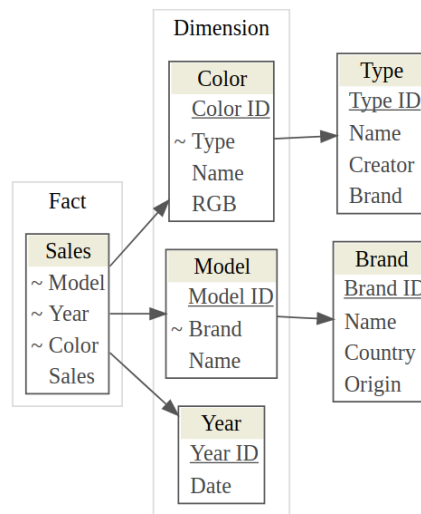 Dimension
Color
Color ID
~ Type
Name
RGB
Type
Type ID
Name
Creator
Brand
Fact
Sales
~ Model
~ Year
~ Color
Sales
Model
Model ID
~ Brand
Name
Brand
Brand ID
Name
Country
Origin
Year
Year ID
Date